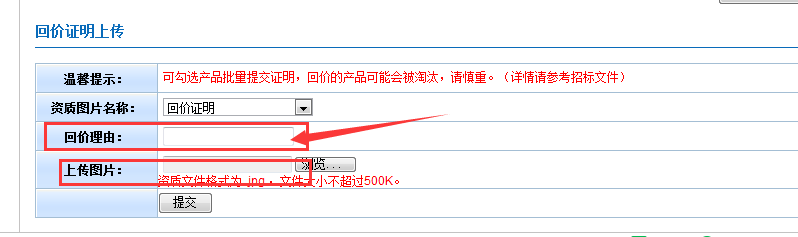 回价证明上传
温馨提示： 可勾选产品批量提交证明，回价的产品可能会被淘汰，请慎重。（详情请参考招标文件）
资质图片名称： 回价证明
回价理由：
上传图片： 浏览...
资质文件格式为 .jpg ，文件大小不超过500K。
提交